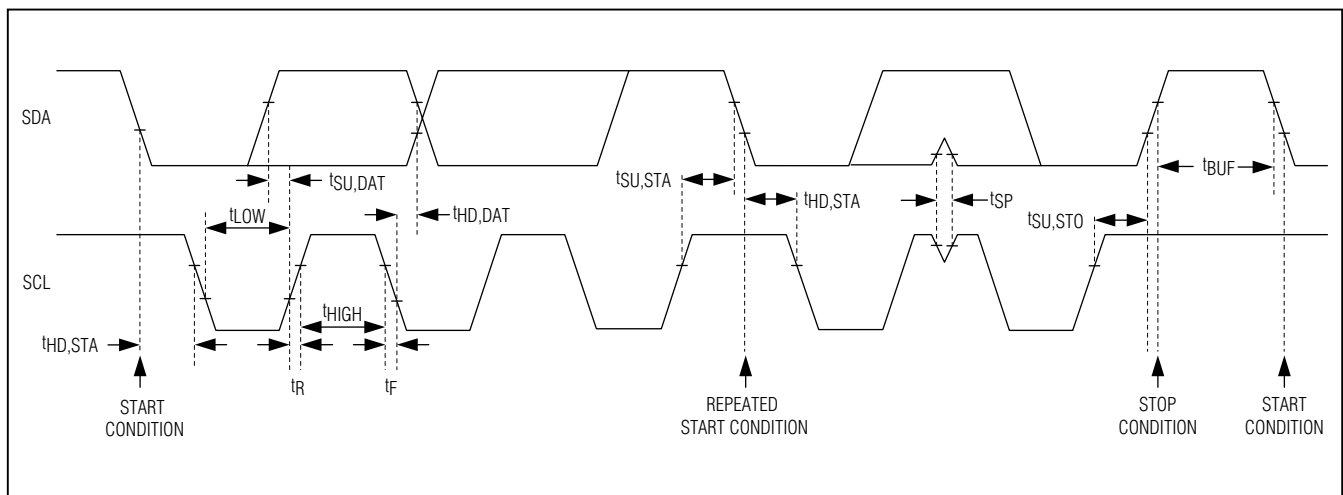 SDA
tSU,DAT
tLOW
tHD,DAT
tSU,STA
tHD,STA
tSP
tBUF
tSU,STO
SCL
tHIGH
tHD,STA
tR
tF
START
CONDITION
REPEATED
START CONDITION
STOP
CONDITION
START
CONDITION